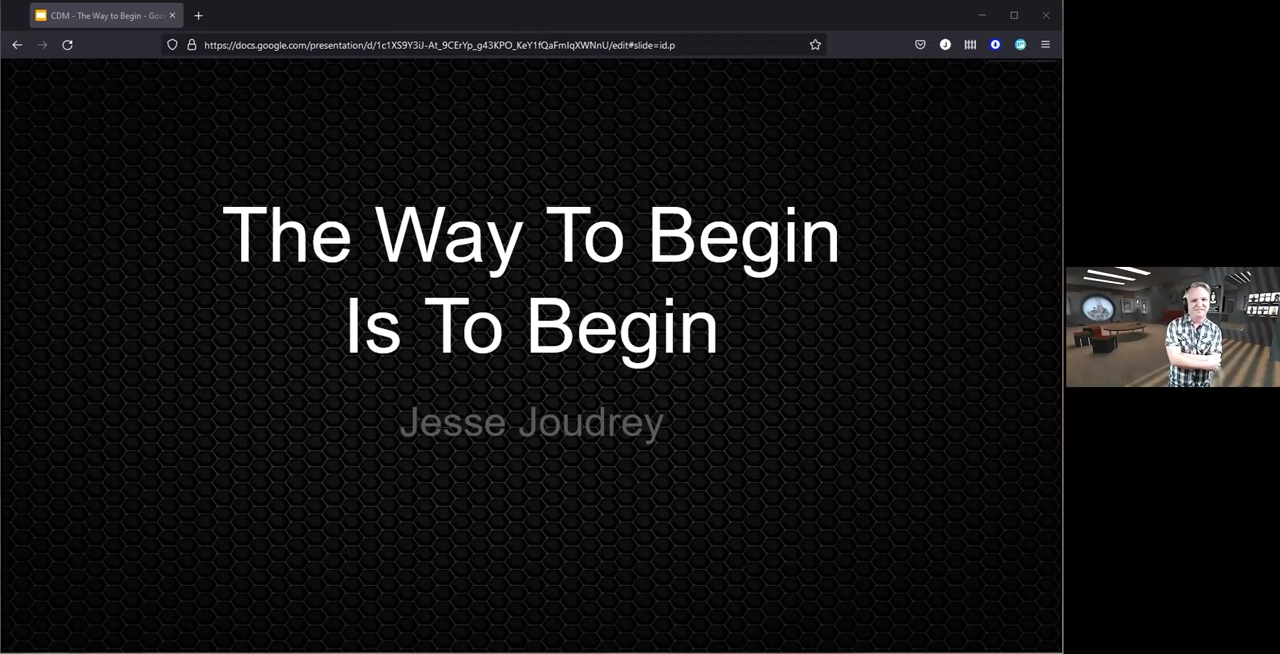 CDM - The Way to Begin - Goo
https://docs.google.com/presentation/d/1c1XS9Y3iJ-At_9CErYp_g43KPO_KeY1fQaFmIqXWNnU/edit#slide=id.p
J
The Way To Begin
Is To Begin
Jesse Joudrey